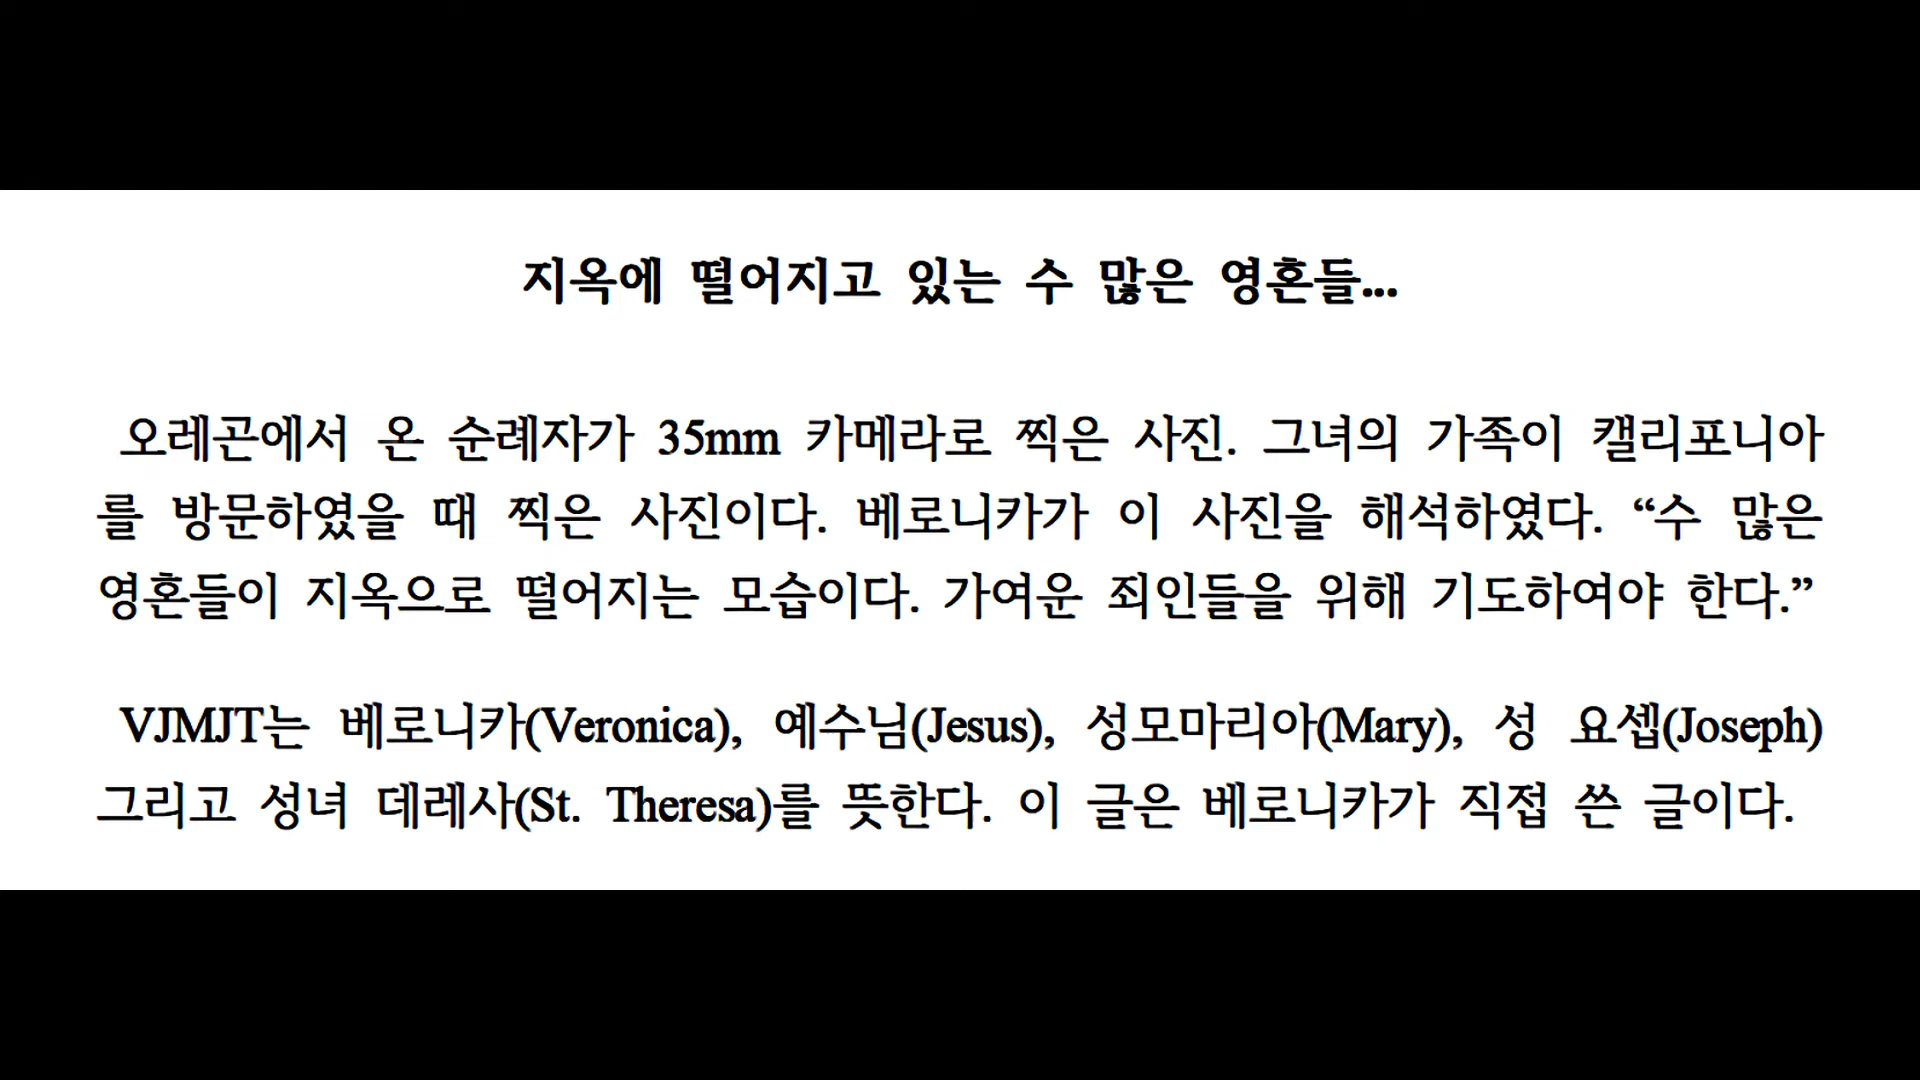 지옥에 떨어지고 있는 수 많은 영혼들...
오레곤에서 온 순례자가 35mm 카메라로 찍은 사진. 그녀의 가족이 캘리포니아
를 방문하였을 때 찍은 사진이다. 베로니카가 이 사진을 해석하였다. “수 많은
영혼들이 지옥으로 떨어지는 모습이다. 가여운 죄인들을 위해 기도하여야 한다.”
VJMJT는 베로니카(Veronica), 예수님(Jesus), 성모마리아(Mary), 성 요셉(Joseph)
그리고 성녀 데레사(St. Theresa)를 뜻한다. 이 글은 베로니카가 직접 쓴 글이다.